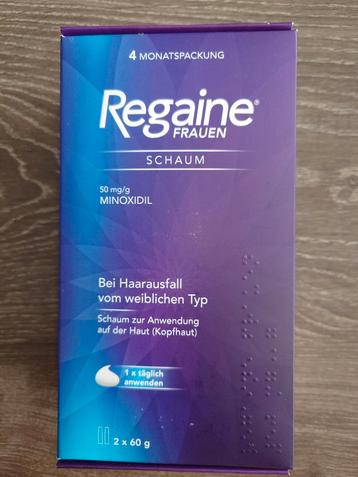 4 MONATSPACKUNG
Regaine®
FRAUEN
SCHAUM
50 mg/g
MINOXIDIL
Bei Haarausfall
vom weiblichen Typ
Schaum zur Anwendung
auf der Haut (Kopfhaut)
1 x täglich
anwenden
2 x 60 g